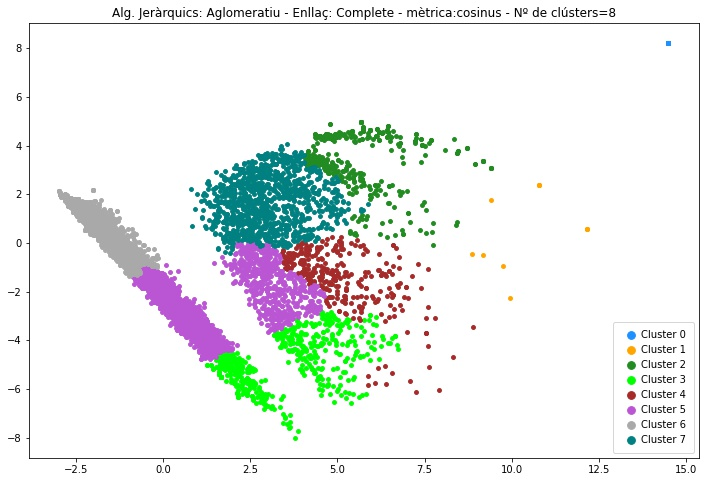 Alg. Jeràrquics: Aglomeratiu - Enllaç: Complete - mètrica:cosinus - Nº de clústers=8
8
6
4
2
0
−2
−4
−6
−8
−2.5
0.0
2.5
5.0
7.5
10.0
12.5
15.0
Cluster 0
Cluster 1
Cluster 2
Cluster 3
Cluster 4
Cluster 5
Cluster 6
Cluster 7